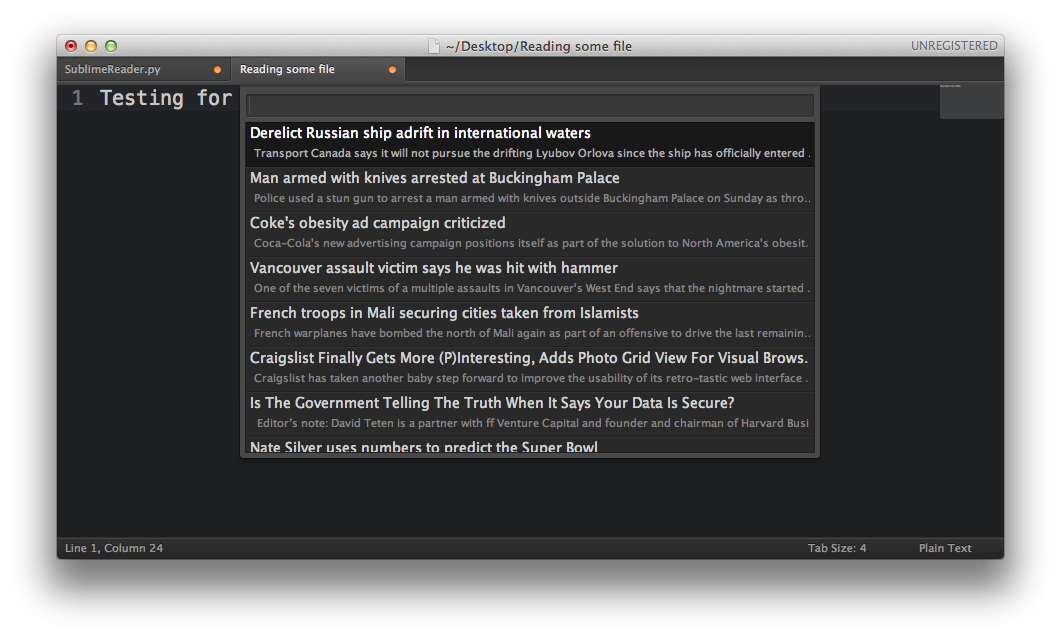 ~/Desktop/Reading some file
UNREGISTERED
SublimeReader.py
Reading some file
1 Testing for
Derelict Russian ship adrift in international waters
Transport Canada says it will not pursue the drifting Lyubov Orlova since the ship has officially entered .
Man armed with knives arrested at Buckingham Palace
Police used a stun gun to arrest a man armed with knives outside Buckingham Palace on Sunday as thro..
Coke's obesity ad campaign criticized
Coca-Cola's new advertising campaign positions itself as part of the solution to North America's obesit.
Vancouver assault victim says he was hit with hammer
One of the seven victims of a multiple assaults in Vancouver's West End says that the nightmare started .
French troops in Mali securing cities taken from Islamists
French warplanes have bombed the north of Mali again as part of an offensive to drive the last remainin..
Craigslist Finally Gets More (P)Interesting, Adds Photo Grid View For Visual Brows.
Craigslist has taken another baby step forward to improve the usability of its retro-tastic web interface .
Is The Government Telling The Truth When It Says Your Data Is Secure?
Editor's note: David Teten is a partner with ff Venture Capital and founder and chairman of Harvard Busi
Nate Silver uses numbers to predict the Super Bowl
Line 1, Column 24
Tab Size: 4
Plain Text